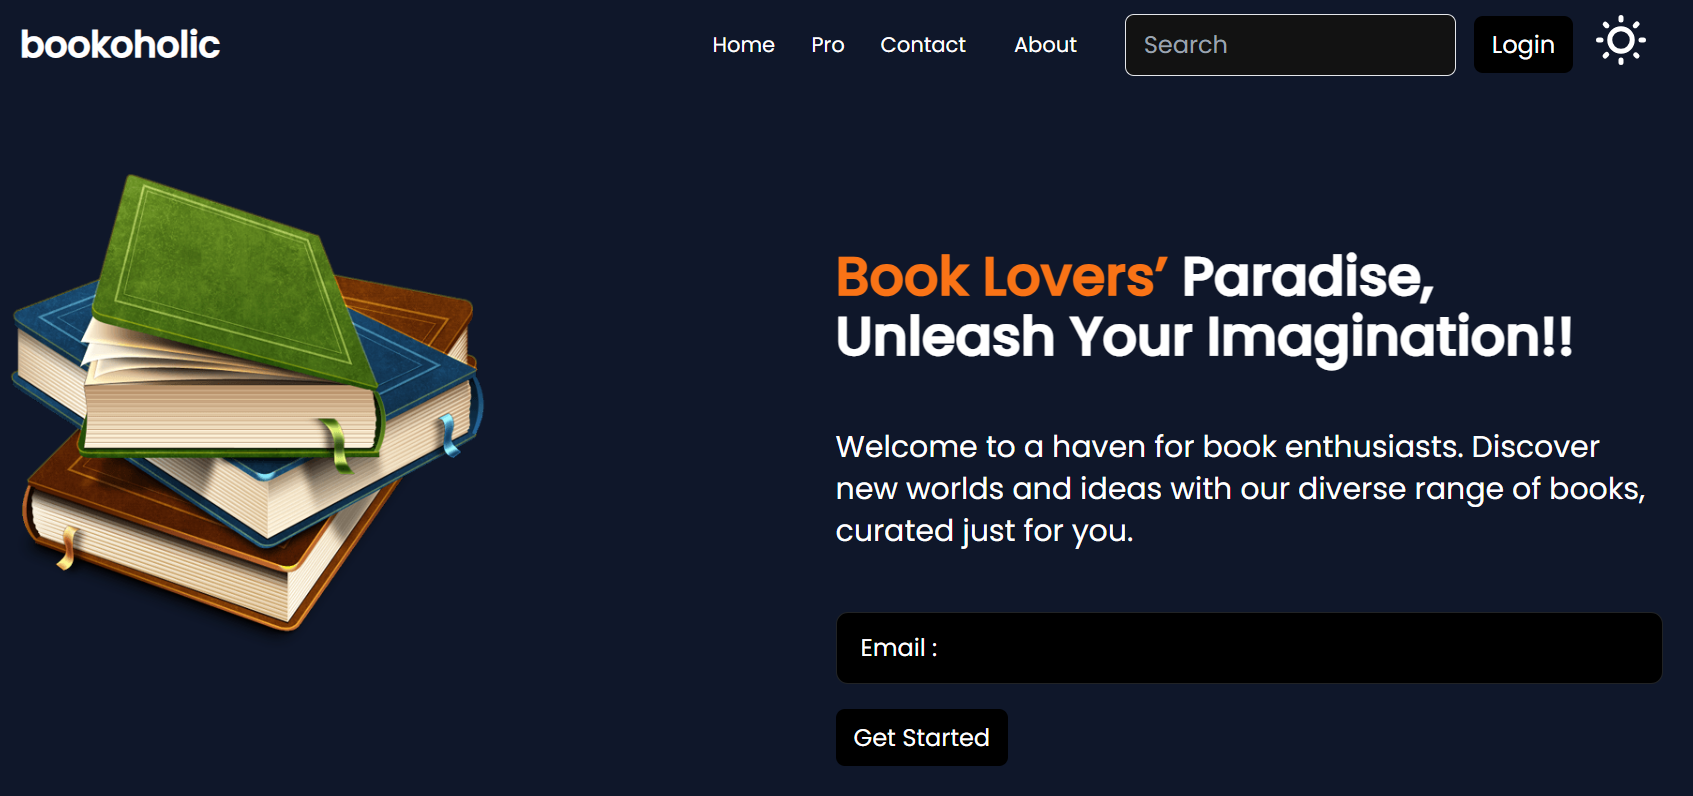 bookoholic
Home Pro Contact About Search Login
Book Lovers’ Paradise,
Unleash Your Imagination!!
Welcome to a haven for book enthusiasts. Discover
new worlds and ideas with our diverse range of books,
curated just for you.
Email :
Get Started